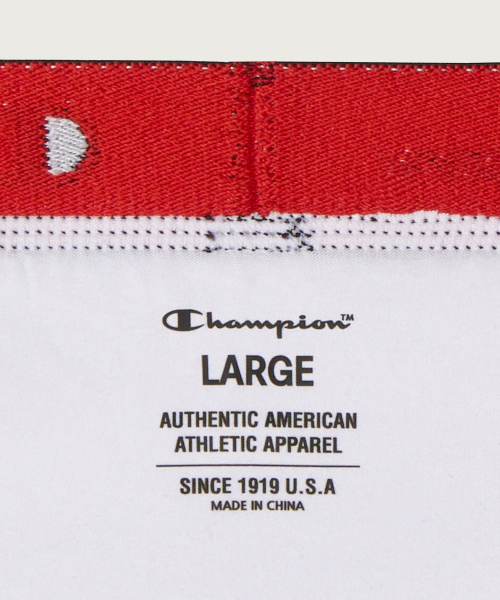 Champion™
LARGE
AUTHENTIC AMERICAN
ATHLETIC APPAREL
SINCE 1919 U.S.A
MADE IN CHINA